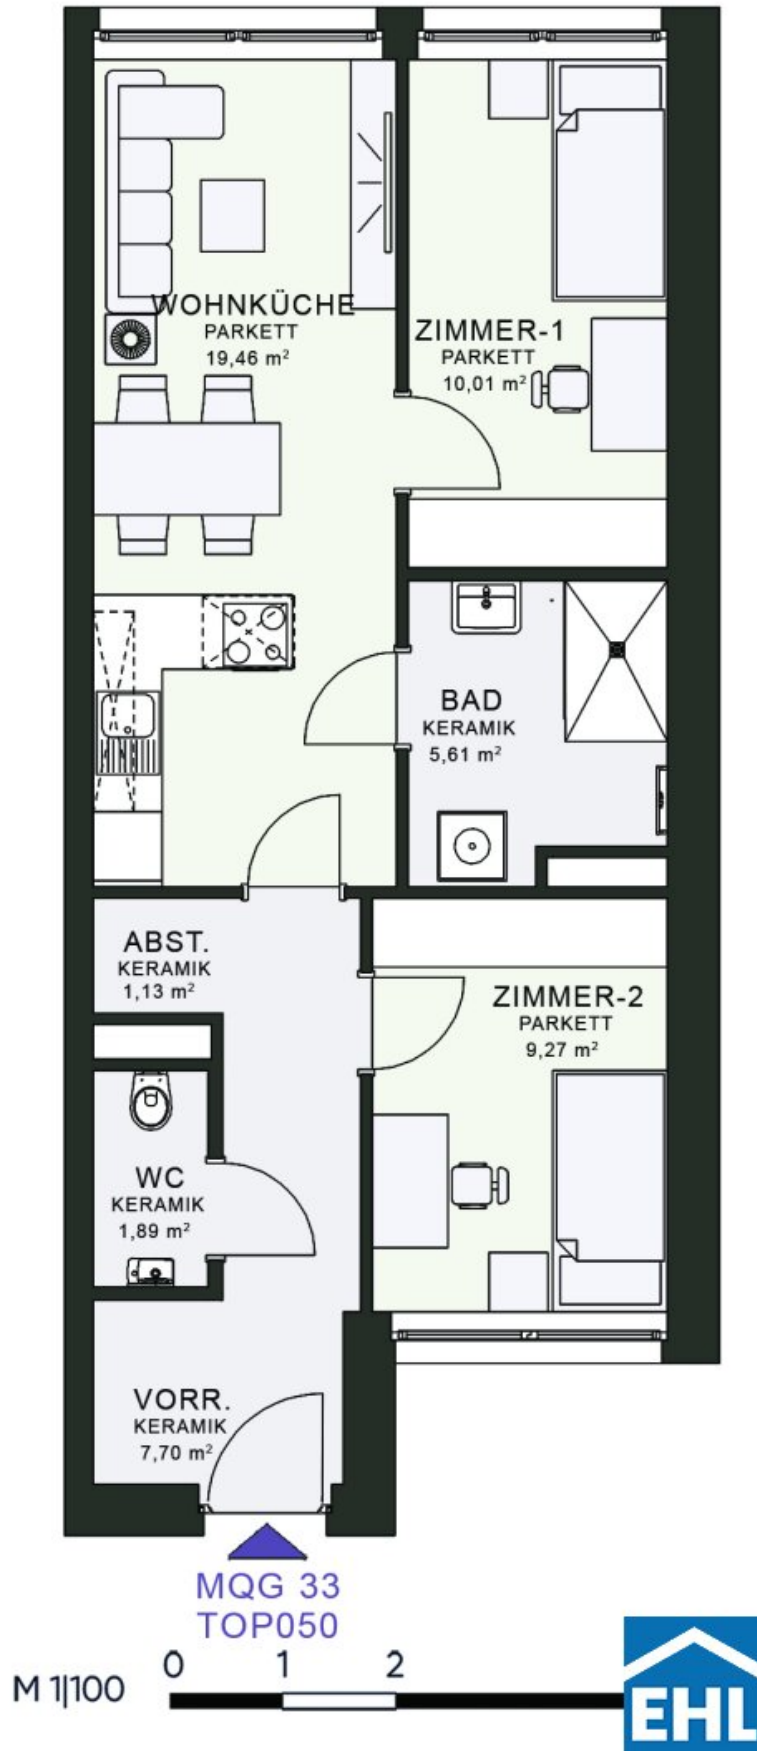 WOHNKÜCHE
PARKETT
19,46 m²
ZIMMER-1
PARKETT
10,01 m²
BAD
KERAMIK
5,61 m²
ABST.
KERAMIK
1,13 m²
ZIMMER-2
PARKETT
9,27 m²
WC
KERAMIK
1,89 m²
VORR.
KERAMIK
7,70 m²
MQG 33
TOP050
M 1|100
0 1 2
EHL